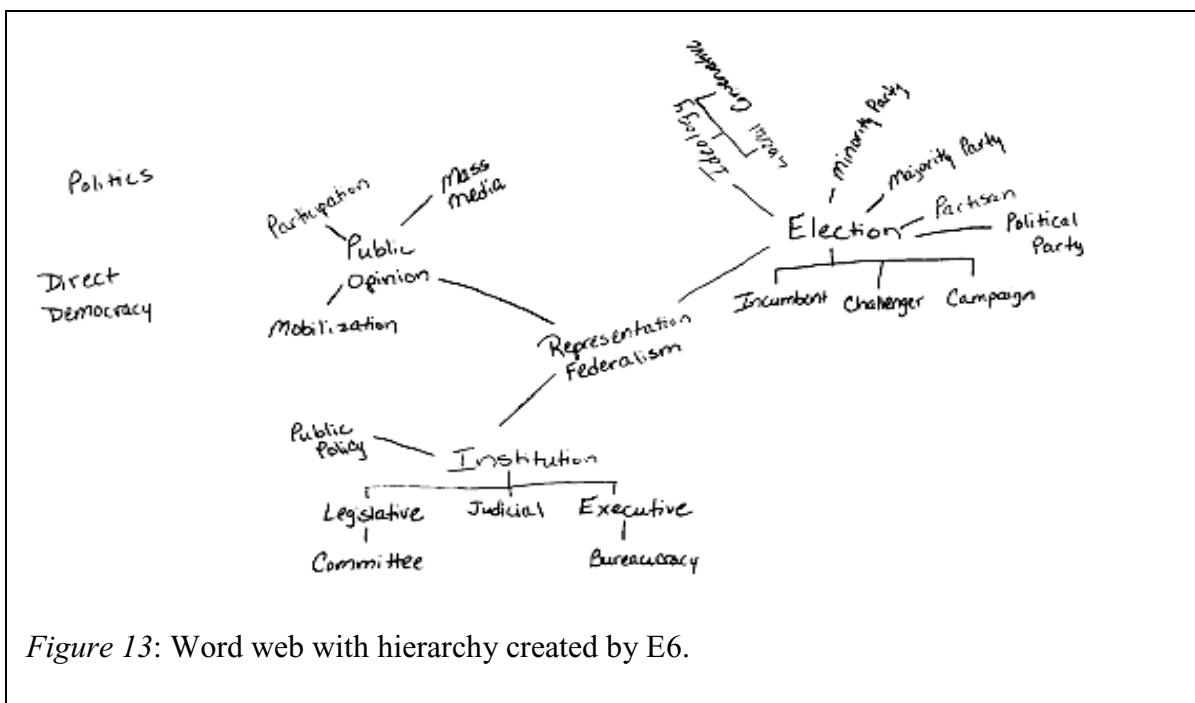 Politics
Direct
Democracy
Participation
Mass
media
Public
Opinion
Mobilization
Representation
Federalism
Conservative
Liberal
Ideology
Minority Party
Majority Party
Partisan
Political
Party
Election
Incumbent
Challenger
Campaign
Public
Policy
Institution
Legislative
Judicial
Executive
Committee
Bureaucracy
Figure 13: Word web with hierarchy created by E6.